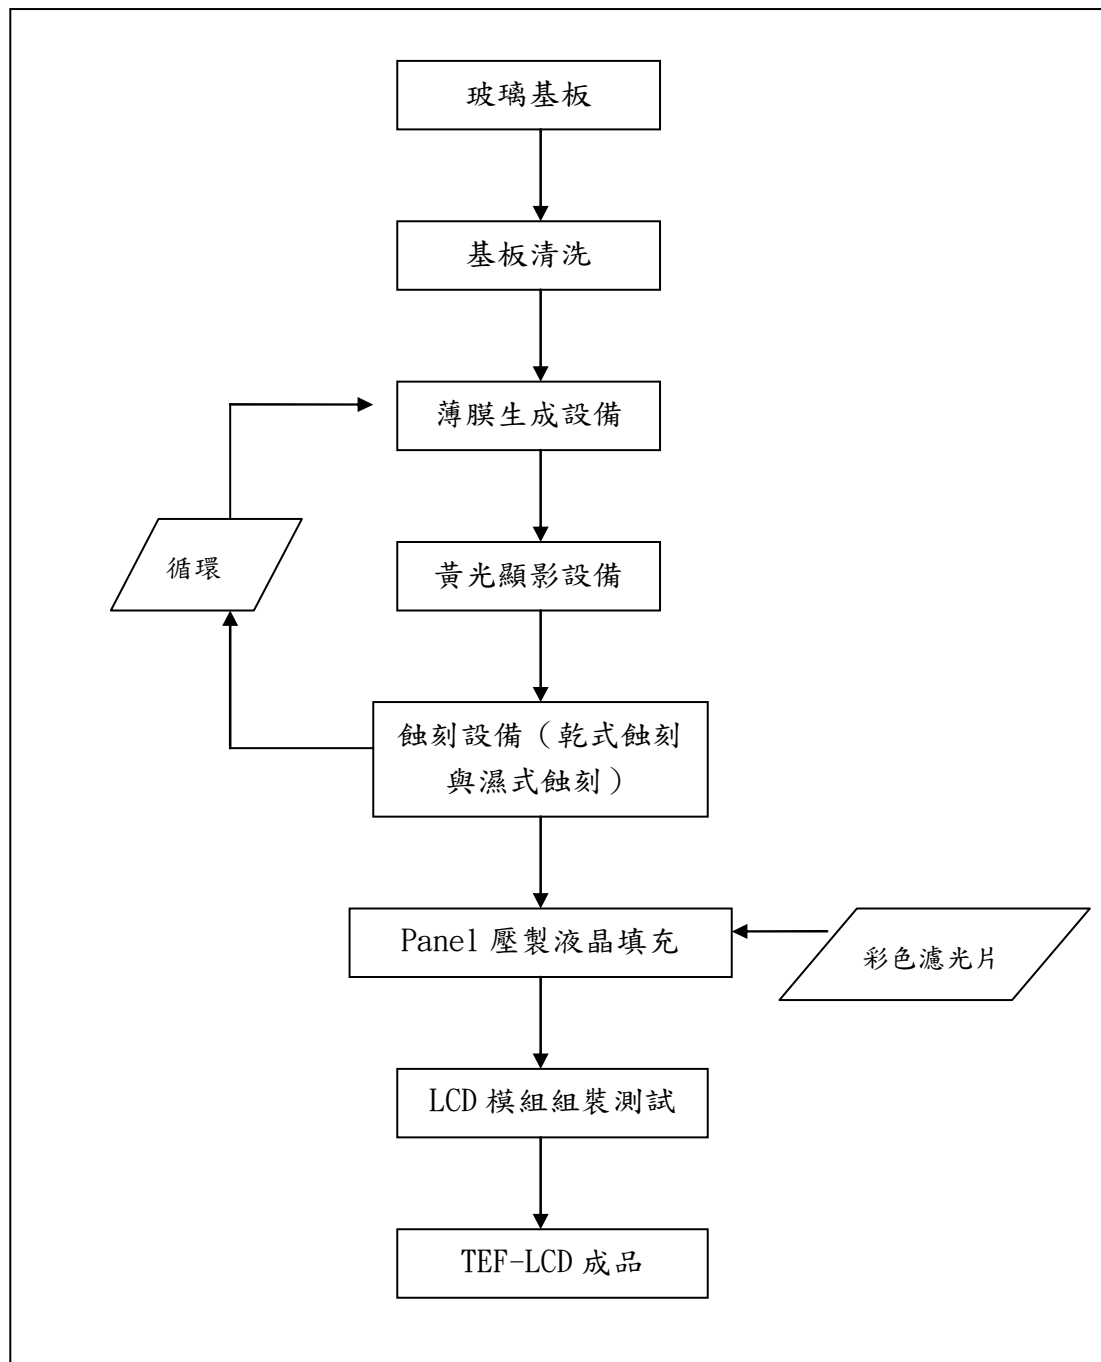 玻璃基板
基板清洗
薄膜生成設備
循環
黃光顯影設備
蝕刻設備（乾式蝕刻
與濕式蝕刻）
Panel 壓製液晶填充
彩色濾光片
LCD 模組組裝測試
TEF-LCD 成品